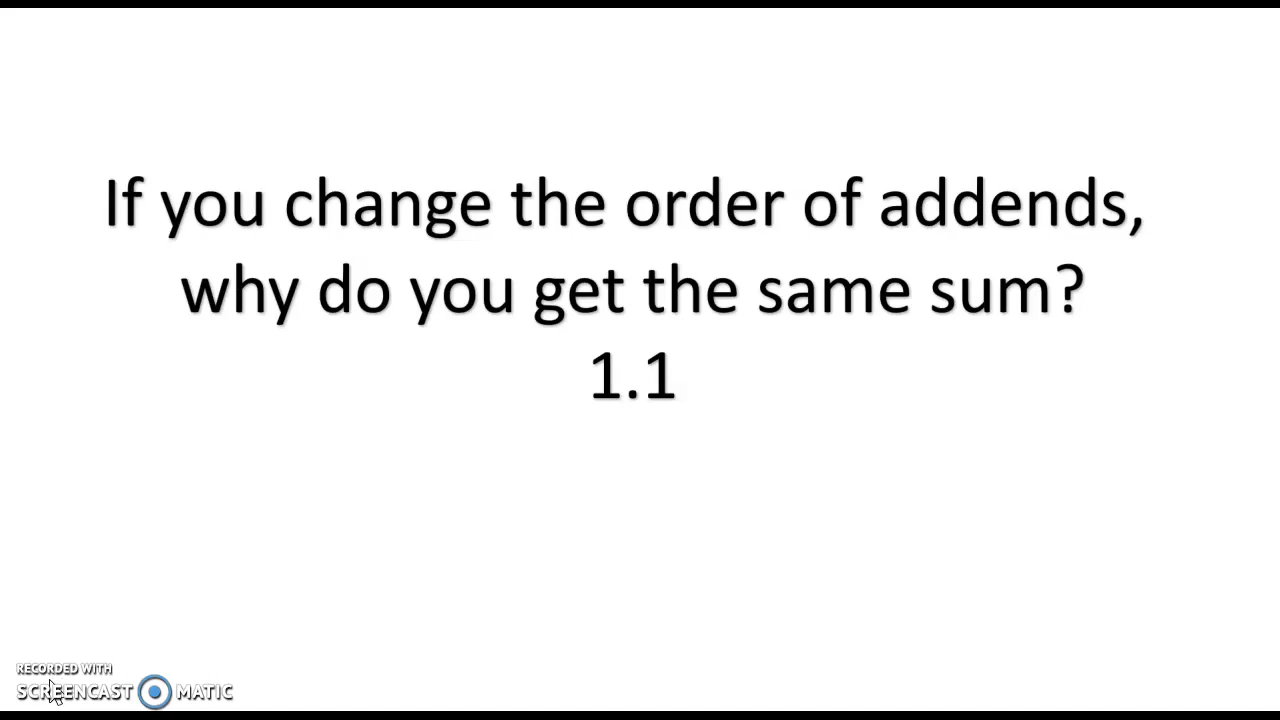 If you change the order of addends,
why do you get the same sum?
1.1
RECORDED WITH
SCREENCAST MATIC